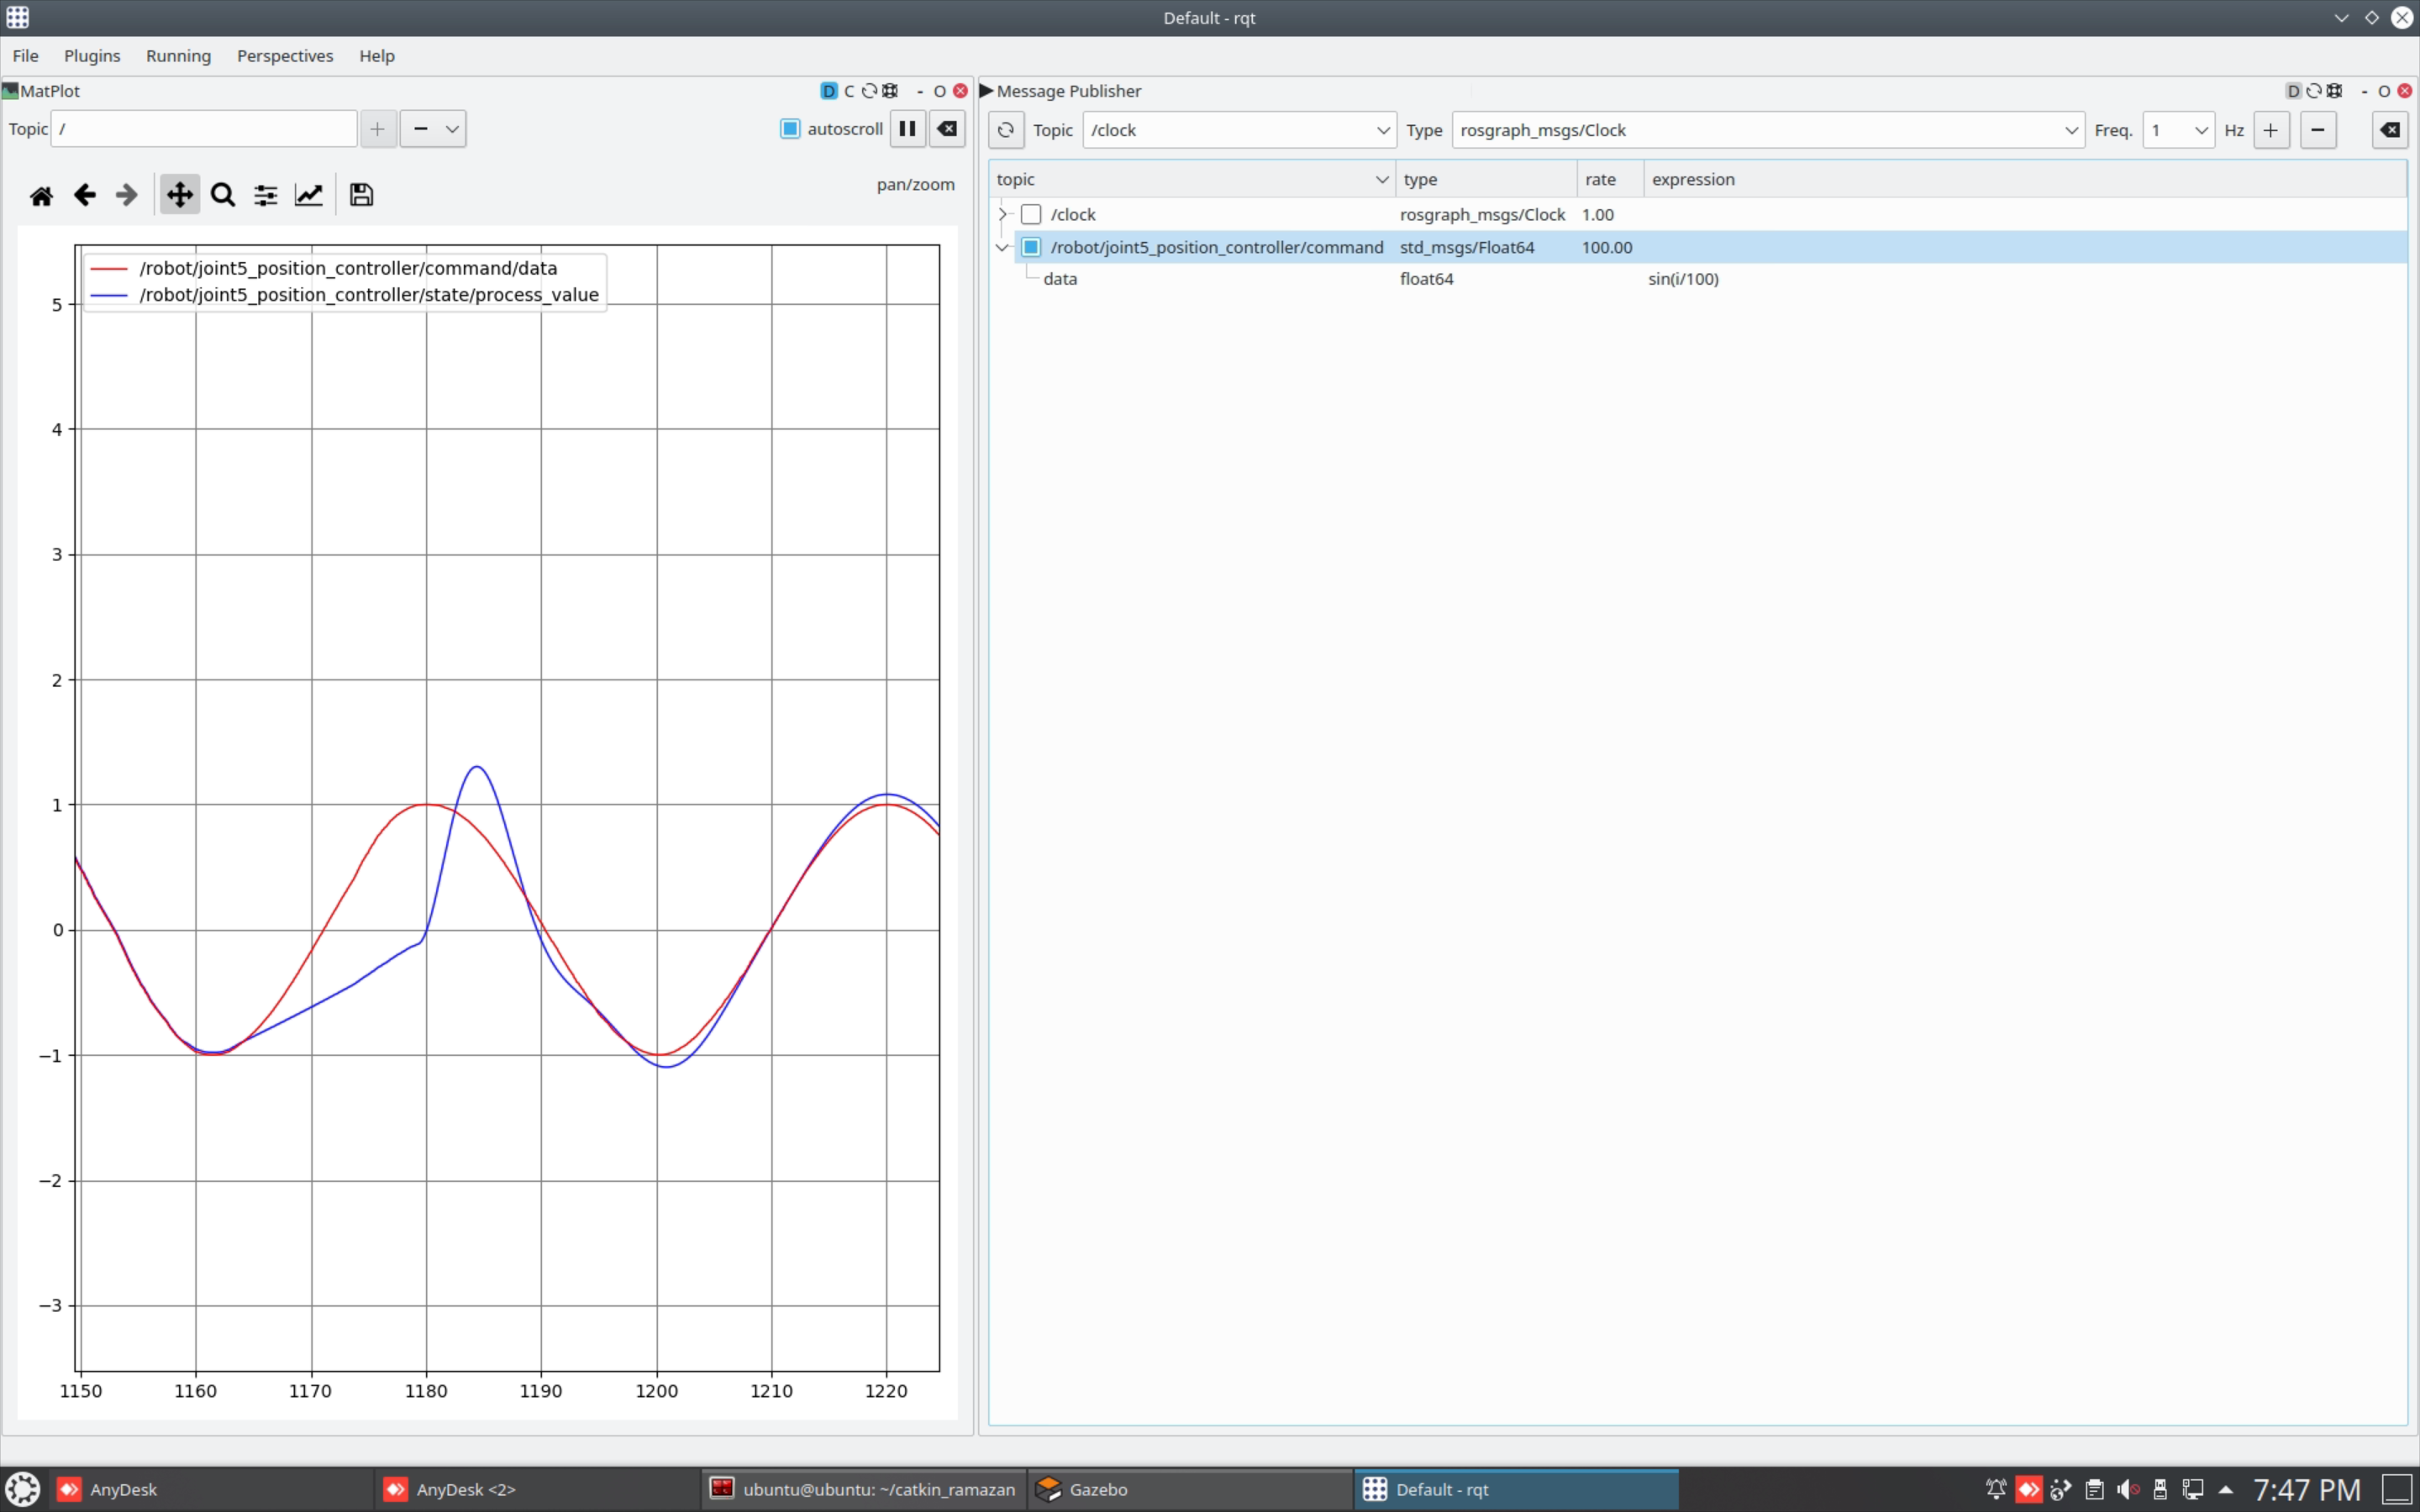 Default - rqt
File Plugins Running Perspectives Help
MatPlot D C - O
Topic / + − autoscroll
pan/zoom
/robot/joint5_position_controller/command/data
/robot/joint5_position_controller/state/process_value
5
4
3
2
1
0
−1
−2
−3
1150 1160 1170 1180 1190 1200 1210 1220
Message Publisher D - O
Topic /clock Type rosgraph_msgs/Clock Freq. 1 Hz + −
topic type rate expression
/clock rosgraph_msgs/Clock 1.00
/robot/joint5_position_controller/command std_msgs/Float64 100.00
data float64 sin(i/100)
AnyDesk AnyDesk <2> ubuntu@ubuntu: ~/catkin_ramazan Gazebo Default - rqt 7:47 PM